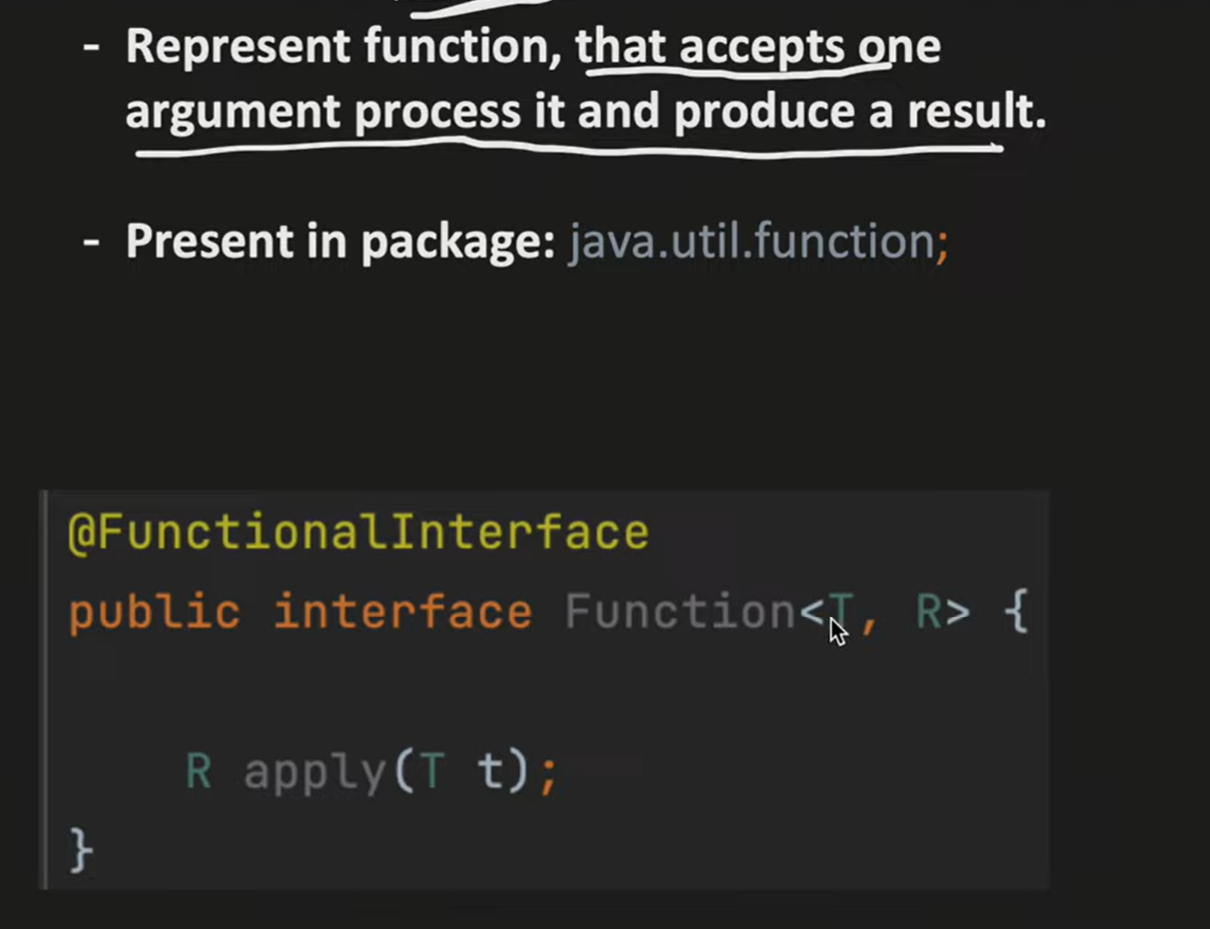 - Represent function, that accepts one
argument process it and produce a result.
- Present in package: java.util.function;
@FunctionalInterface
public interface Function<T, R> {
R apply(T t);
}